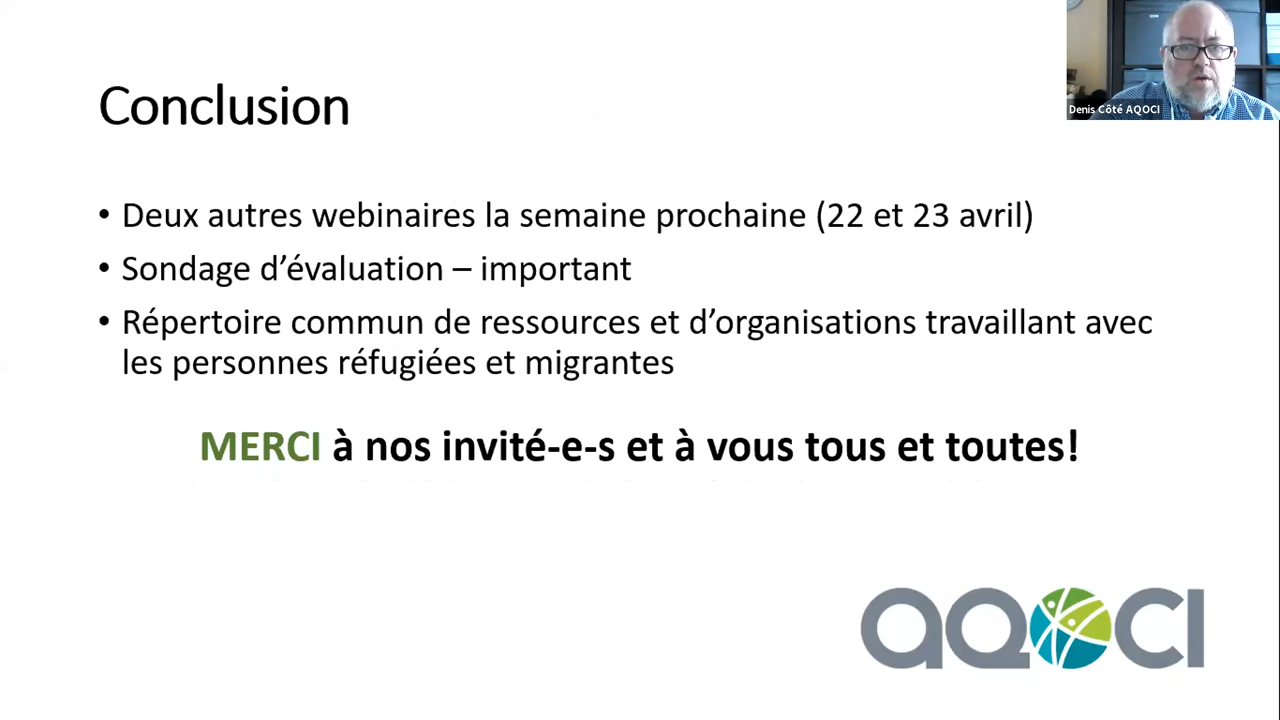 Denis Côté AQOCI
Conclusion
• Deux autres webinaires la semaine prochaine (22 et 23 avril)
• Sondage d’évaluation – important
• Répertoire commun de ressources et d’organisations travaillant avec
les personnes réfugiées et migrantes
MERCI à nos invité-e-s et à vous tous et toutes!
AQOCI